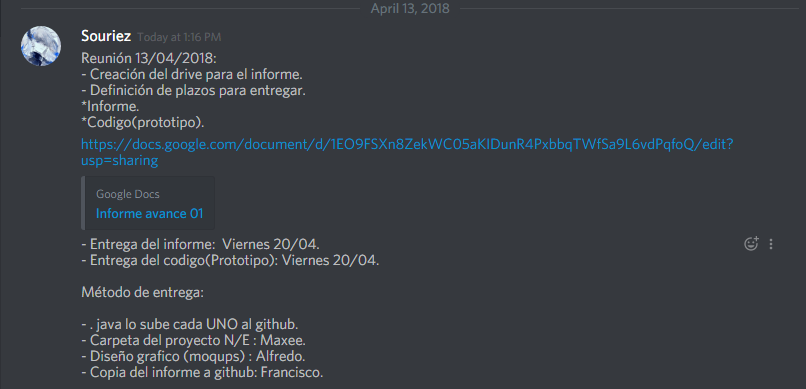 April 13, 2018
Souriez Today at 1:16 PM
Reunión 13/04/2018:
- Creación del drive para el informe.
- Definición de plazos para entregar.
*Informe.
*Codigo(prototipo).
https://docs.google.com/document/d/1EO9FSXn8ZekWC05aKIDunR4PxbbqTWfSa9L6vdPqfoQ/edit?
usp=sharing
Google Docs
Informe avance 01
- Entrega del informe:  Viernes 20/04.
- Entrega del codigo(Prototipo): Viernes 20/04.
Método de entrega:
- . java lo sube cada UNO al github.
- Carpeta del proyecto N/E : Maxee.
- Diseño grafico (moqups) : Alfredo.
- Copia del informe a github: Francisco.